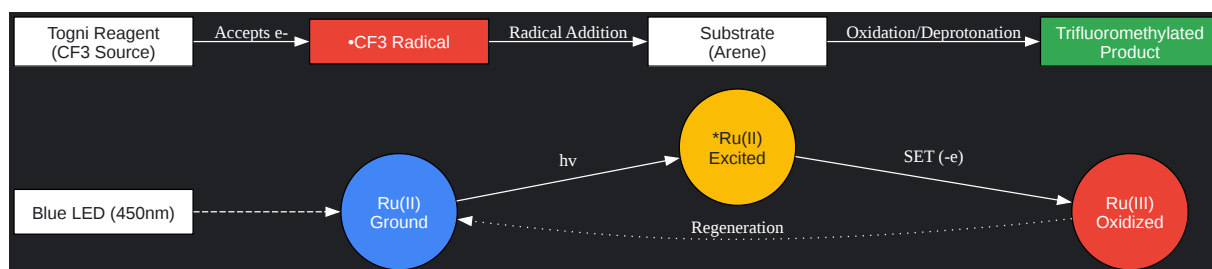 Togni Reagent
(CF3 Source)
Accepts e-
•CF3 Radical
Radical Addition
Substrate
(Arene)
Oxidation/Deprotonation
Trifluoromethylated
Product
*Ru(II)
Excited
hv
SET (-e)
Blue LED (450nm)
Ru(II)
Ground
Regeneration
Ru(III)
Oxidized